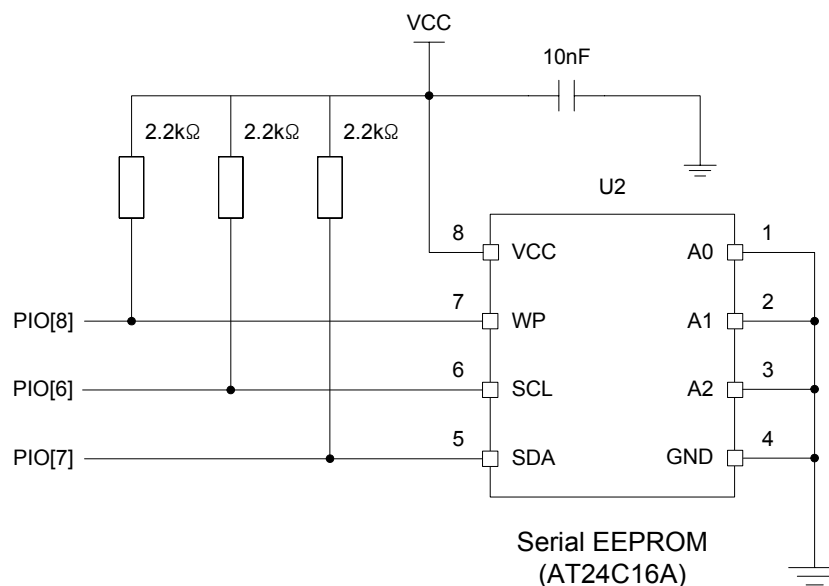 VCC
10nF
2.2kΩ 2.2kΩ 2.2kΩ
U2
8 VCC A0 1
PIO[8] 7 WP A1 2
PIO[6] 6 SCL A2 3
PIO[7] 5 SDA GND 4
Serial EEPROM
(AT24C16A)